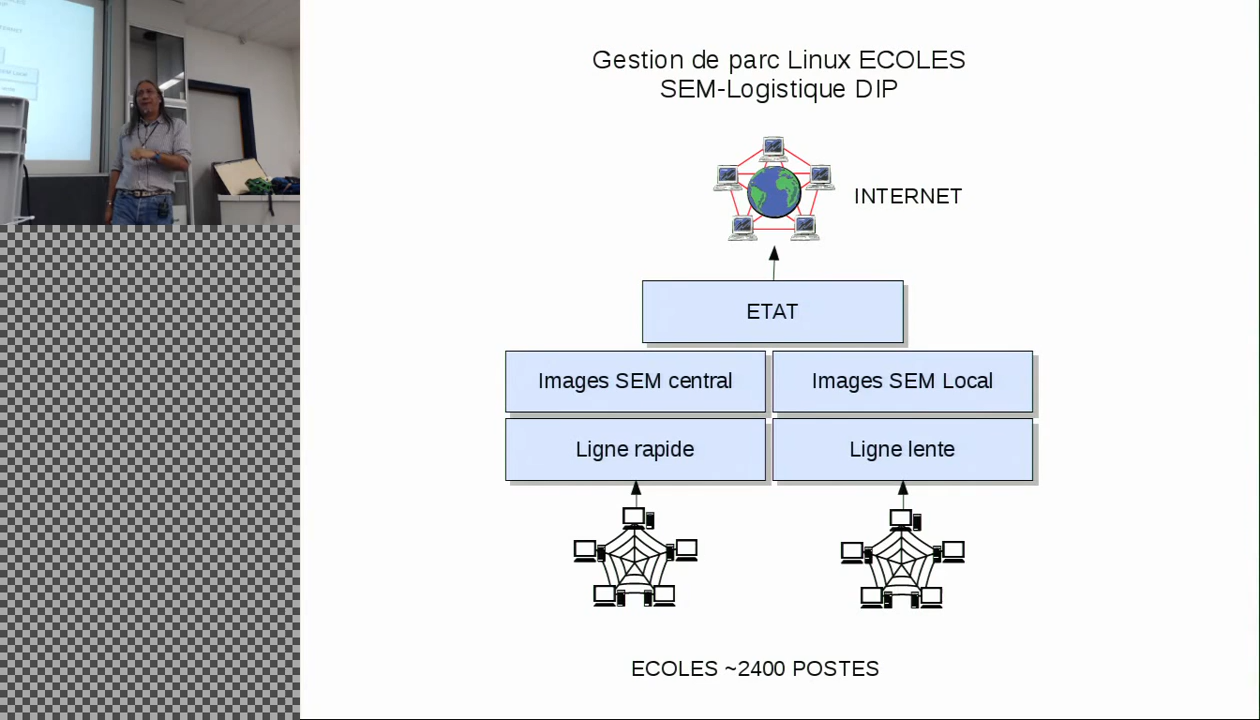 Gestion de parc Linux ECOLES
SEM-Logistique DIP
INTERNET
ETAT
Images SEM central
Images SEM Local
Ligne rapide
Ligne lente
ECOLES ~2400 POSTES